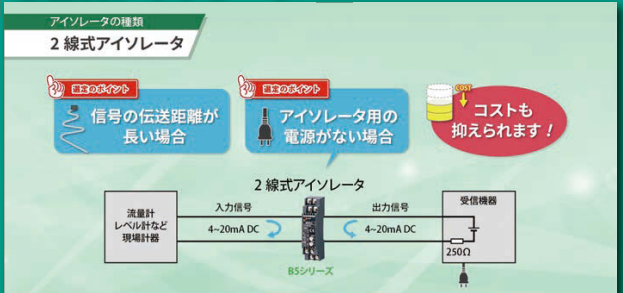 アイソレータの種類
2線式アイソレータ
選定のポイント
信号の伝送距離が
長い場合
選定のポイント
アイソレータ用の
電源がない場合
COST
コストも
抑えられます！
2線式アイソレータ
流量計
レベル計など
現場計器
入力信号
4~20mA DC
BSシリーズ
出力信号
4~20mA DC
受信機器
250Ω